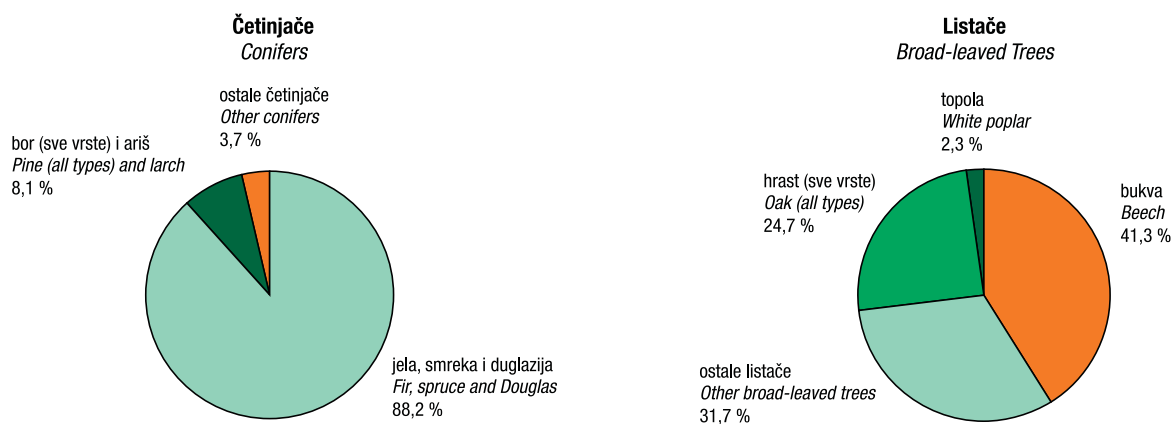 Četinjače
Conifers
ostale četinjače
Other conifers
3,7 %
bor (sve vrste) i ariš
Pine (all types) and larch
8,1 %
jela, smreka i duglazija
Fir, spruce and Douglas
88,2 %
Listače
Broad-leaved Trees
topola
White poplar
2,3 %
hrast (sve vrste)
Oak (all types)
24,7 %
bukva
Beech
41,3 %
ostale listače
Other broad-leaved trees
31,7 %